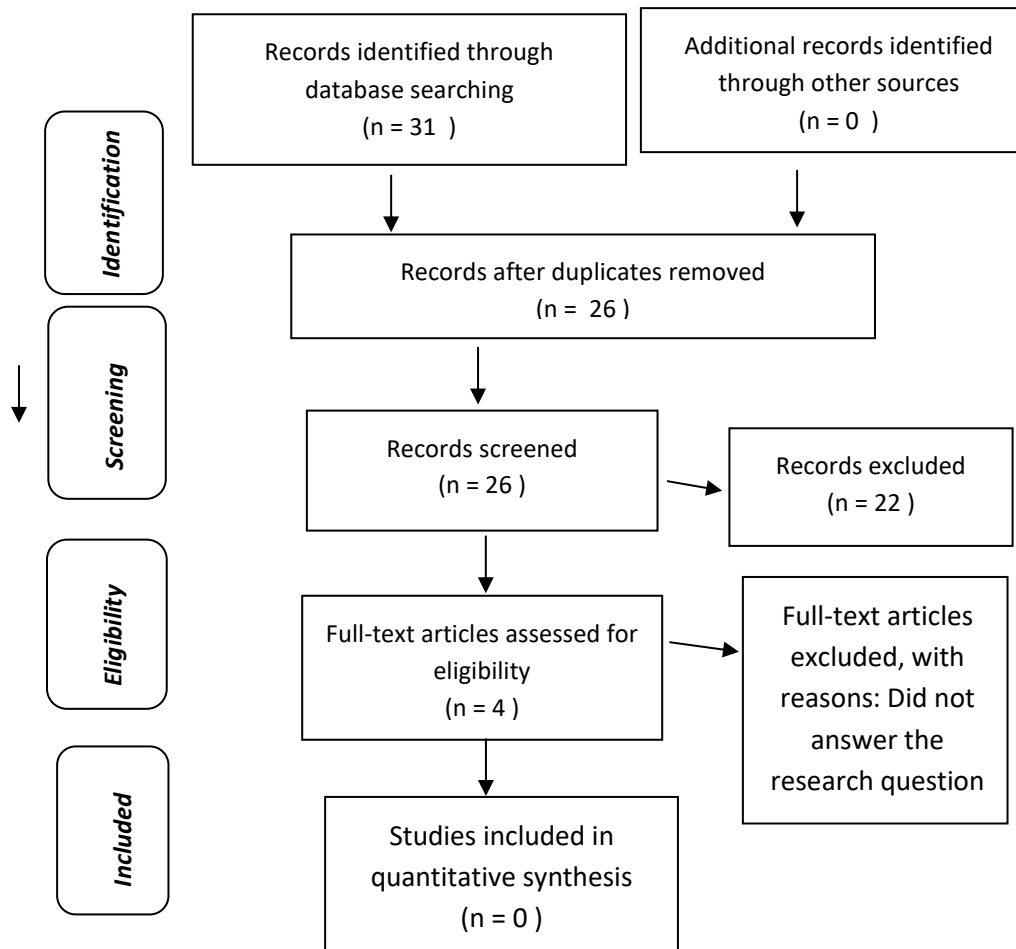 Records identified through
database searching
(n = 31 )
Additional records identified
through other sources
(n = 0 )
Identification
Records after duplicates removed
(n = 26 )
Screening
Records screened
(n = 26 )
Records excluded
(n = 22 )
Eligibility
Full-text articles assessed for
eligibility
(n = 4 )
Full-text articles
excluded, with
reasons: Did not
answer the
research question
Included
Studies included in
quantitative synthesis
(n = 0 )